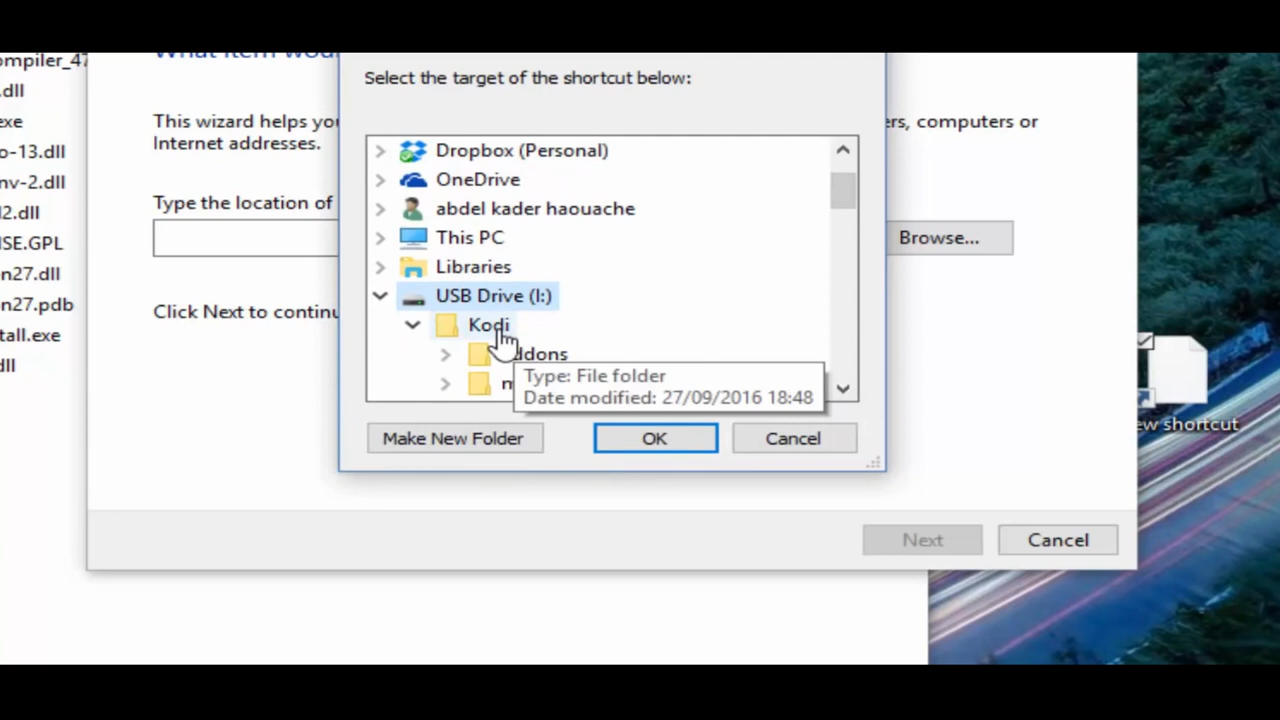 Select the target of the shortcut below:
This wizard helps you
ers, computers or
Internet addresses.
Type the location of
Browse...
Click Next to continu
Dropbox (Personal)
OneDrive
abdel kader haouache
This PC
Libraries
USB Drive (I:)
Kodi
ddons
Type: File folder
Date modified: 27/09/2016 18:48
Make New Folder
OK
Cancel
Next
Cancel
ompiler_47
.dll
exe
o-13.dll
nv-2.dll
l2.dll
SE.GPL
n27.dll
n27.pdb
tall.exe
dll
ew shortcut